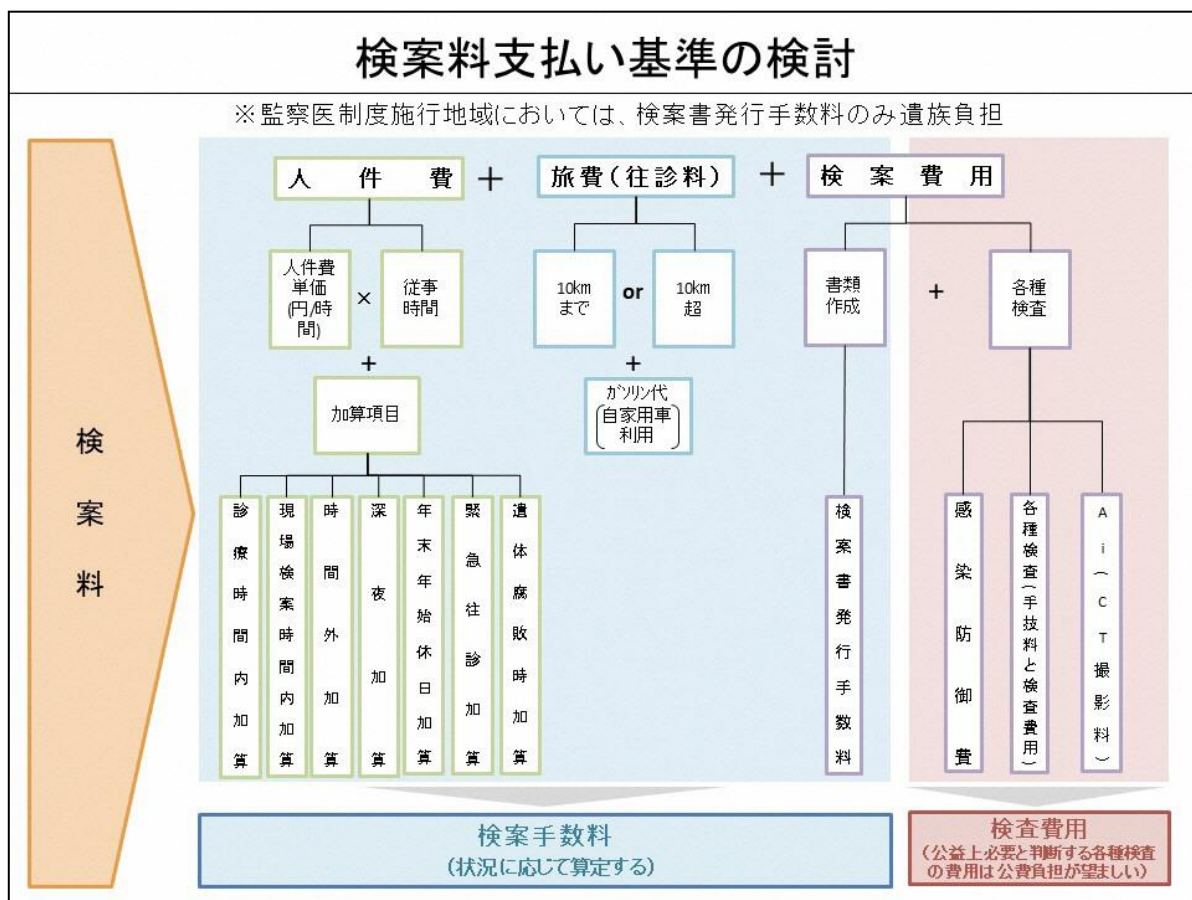 検案料支払い基準の検討
※監察医制度施行地域においては、検案書発行手数料のみ遺族負担
検案料
人件費
+
旅費(往診料)
+
検案費用
人件費
単価
(円/時
間)
×
従事
時間
10km
まで
or
10km
超
書類
作成
+
各種
検査
+
加算項目
+
ガソリン代
(自家用車
利用)
診療時間内加算
現場検案時間内加算
時間外加算
深夜加算
年末年始休日加算
緊急往診加算
遺体腐敗時加算
検案書発行手数料
感染防御費
各種検査(手技料と検査費用)
Ai(CT撮影料)
検案手数料
(状況に応じて算定する)
検査費用
(公益上必要と判断する各種検査
の費用は公費負担が望ましい)